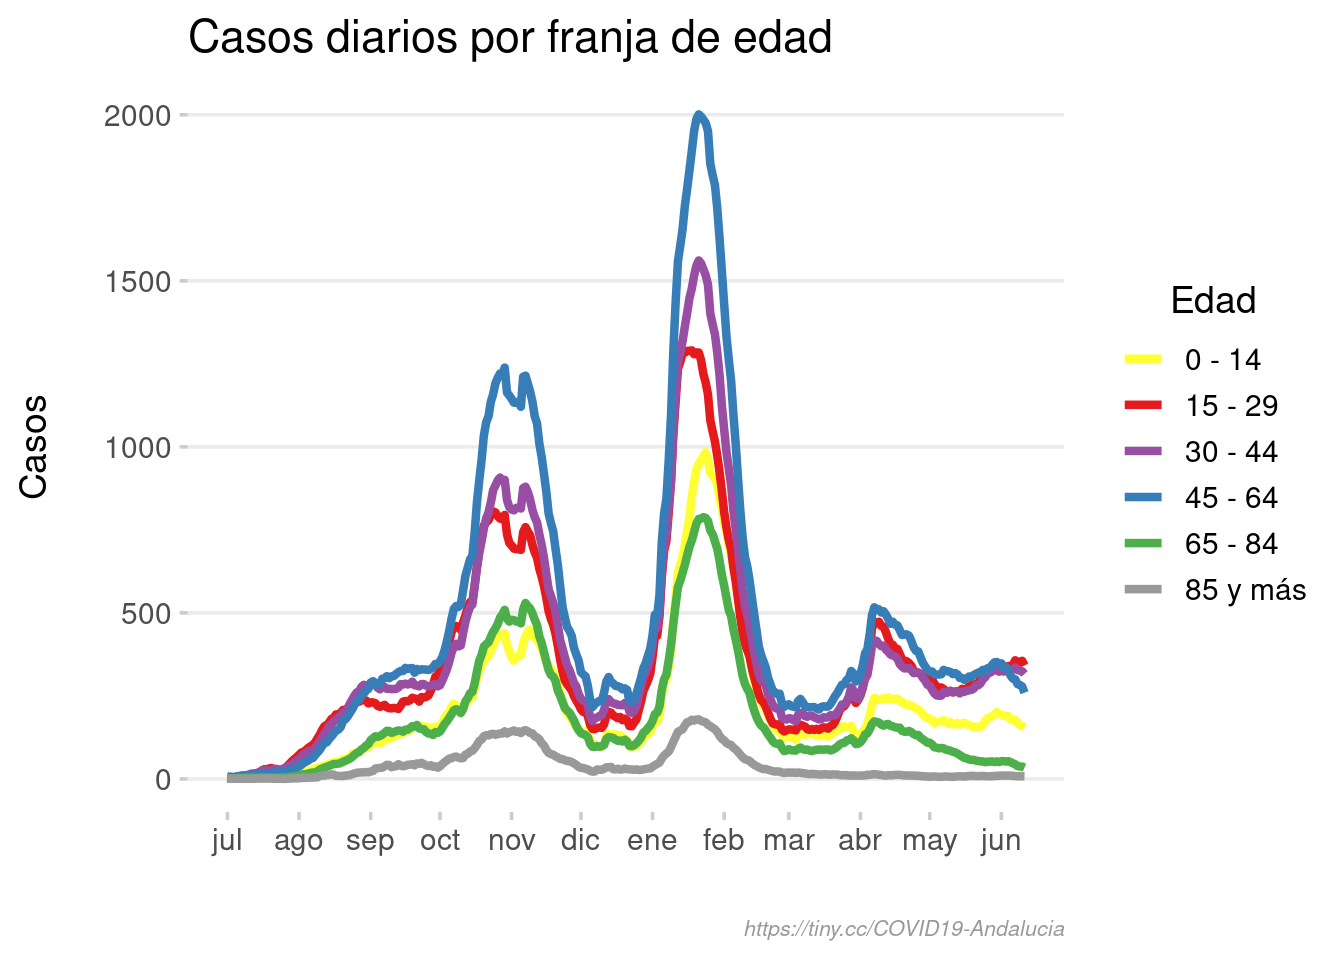 Casos diarios por franja de edad
Casos
2000
1500
1000
500
0
jul ago sep oct nov dic ene feb mar abr may jun
Edad
0 - 14
15 - 29
30 - 44
45 - 64
65 - 84
85 y más
https://tiny.cc/COVID19-Andalucia